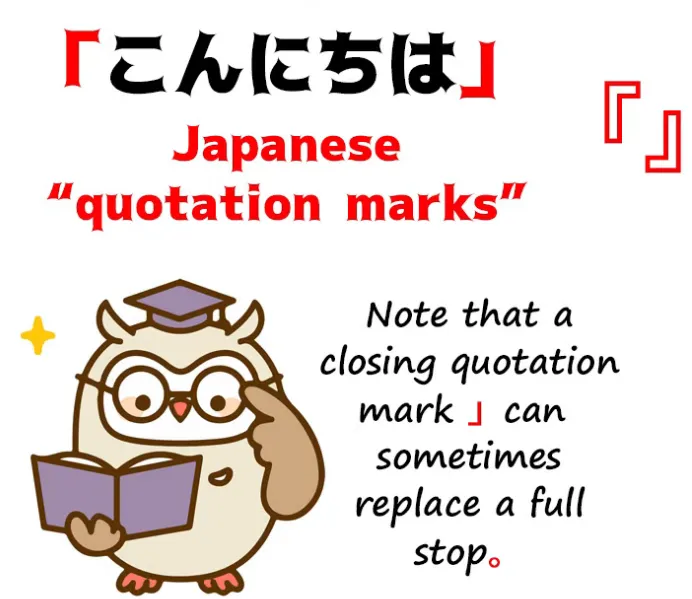 「こんにちは」
『』
Japanese
“quotation marks”
Note that a
closing quotation
mark 」 can
sometimes
replace a full
stop。